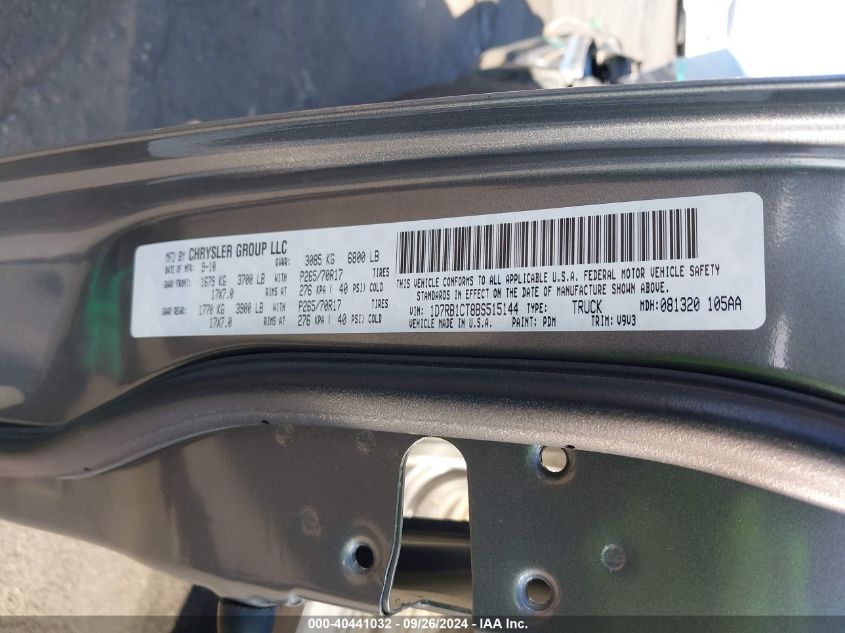 MFD BY CHRYSLER GROUP LLC
DATE OF MFR: 9-10 GVWR: 3085 KG 6800 LB
GAWR FRONT: 1679 KG 3700 LB WITH P265/70R17 TIRES
17X7.0 RIMS AT 276 KPA ( 40 PSI) COLD
GAWR REAR: 1770 KG 3900 LB WITH P265/70R17 TIRES
17X7.0 RIMS AT 276 KPA ( 40 PSI) COLD
THIS VEHICLE CONFORMS TO ALL APPLICABLE U.S.A. FEDERAL MOTOR VEHICLE SAFETY
STANDARDS IN EFFECT ON THE DATE OF MANUFACTURE SHOWN ABOVE.
VIN: 1D7RB1CT8BS515144 TYPE: TRUCK MDH: 081320 105AA
VEHICLE MADE IN U.S.A. PAINT: PDM TRIM: V9V3
000-40441032 - 09/26/2024 - IAA Inc.